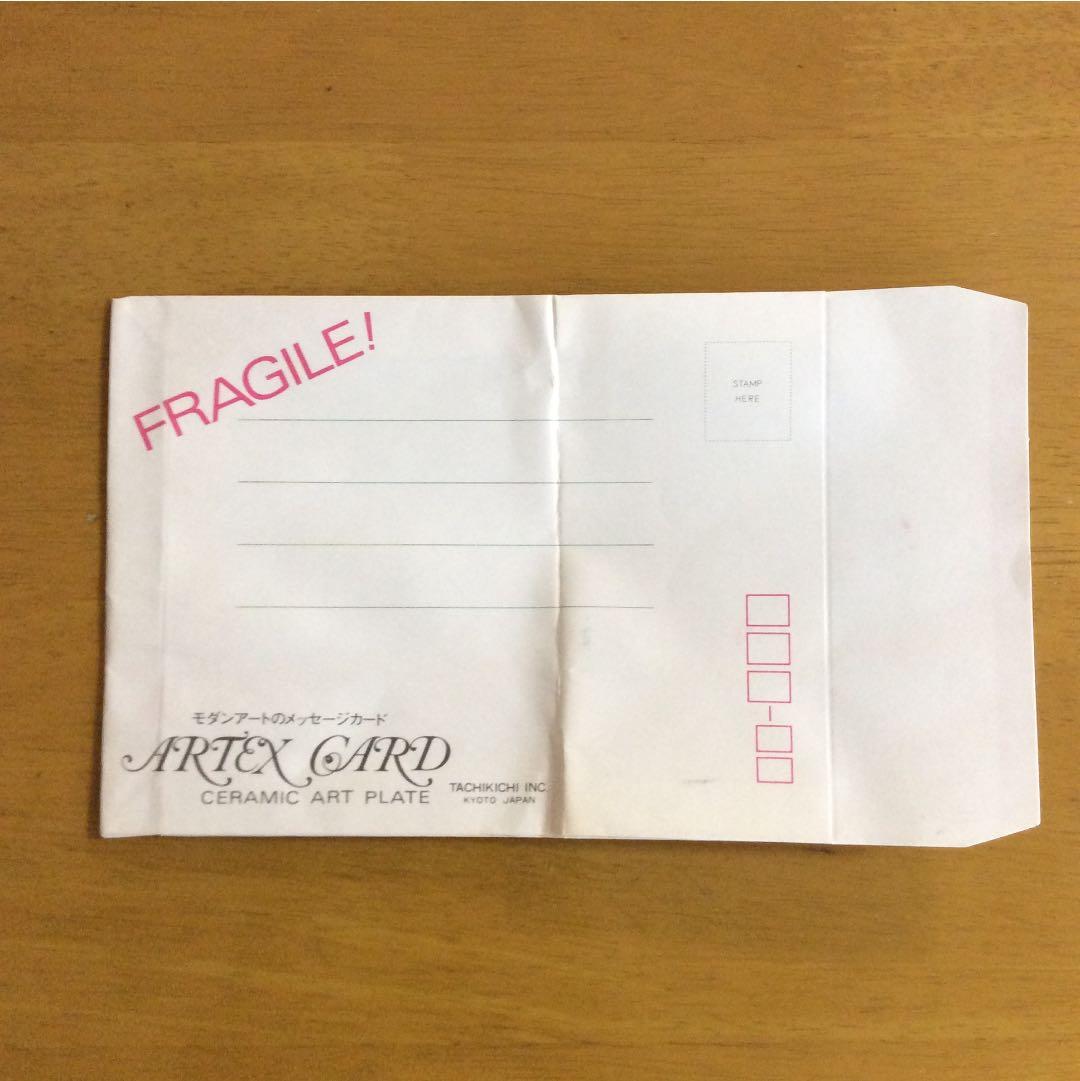 FRAGILE!
STAMP
HERE
モダンアートのメッセージカード
ARTEX CARD
CERAMIC ART PLATE
TACHIKICHI INC.
KYOTO JAPAN